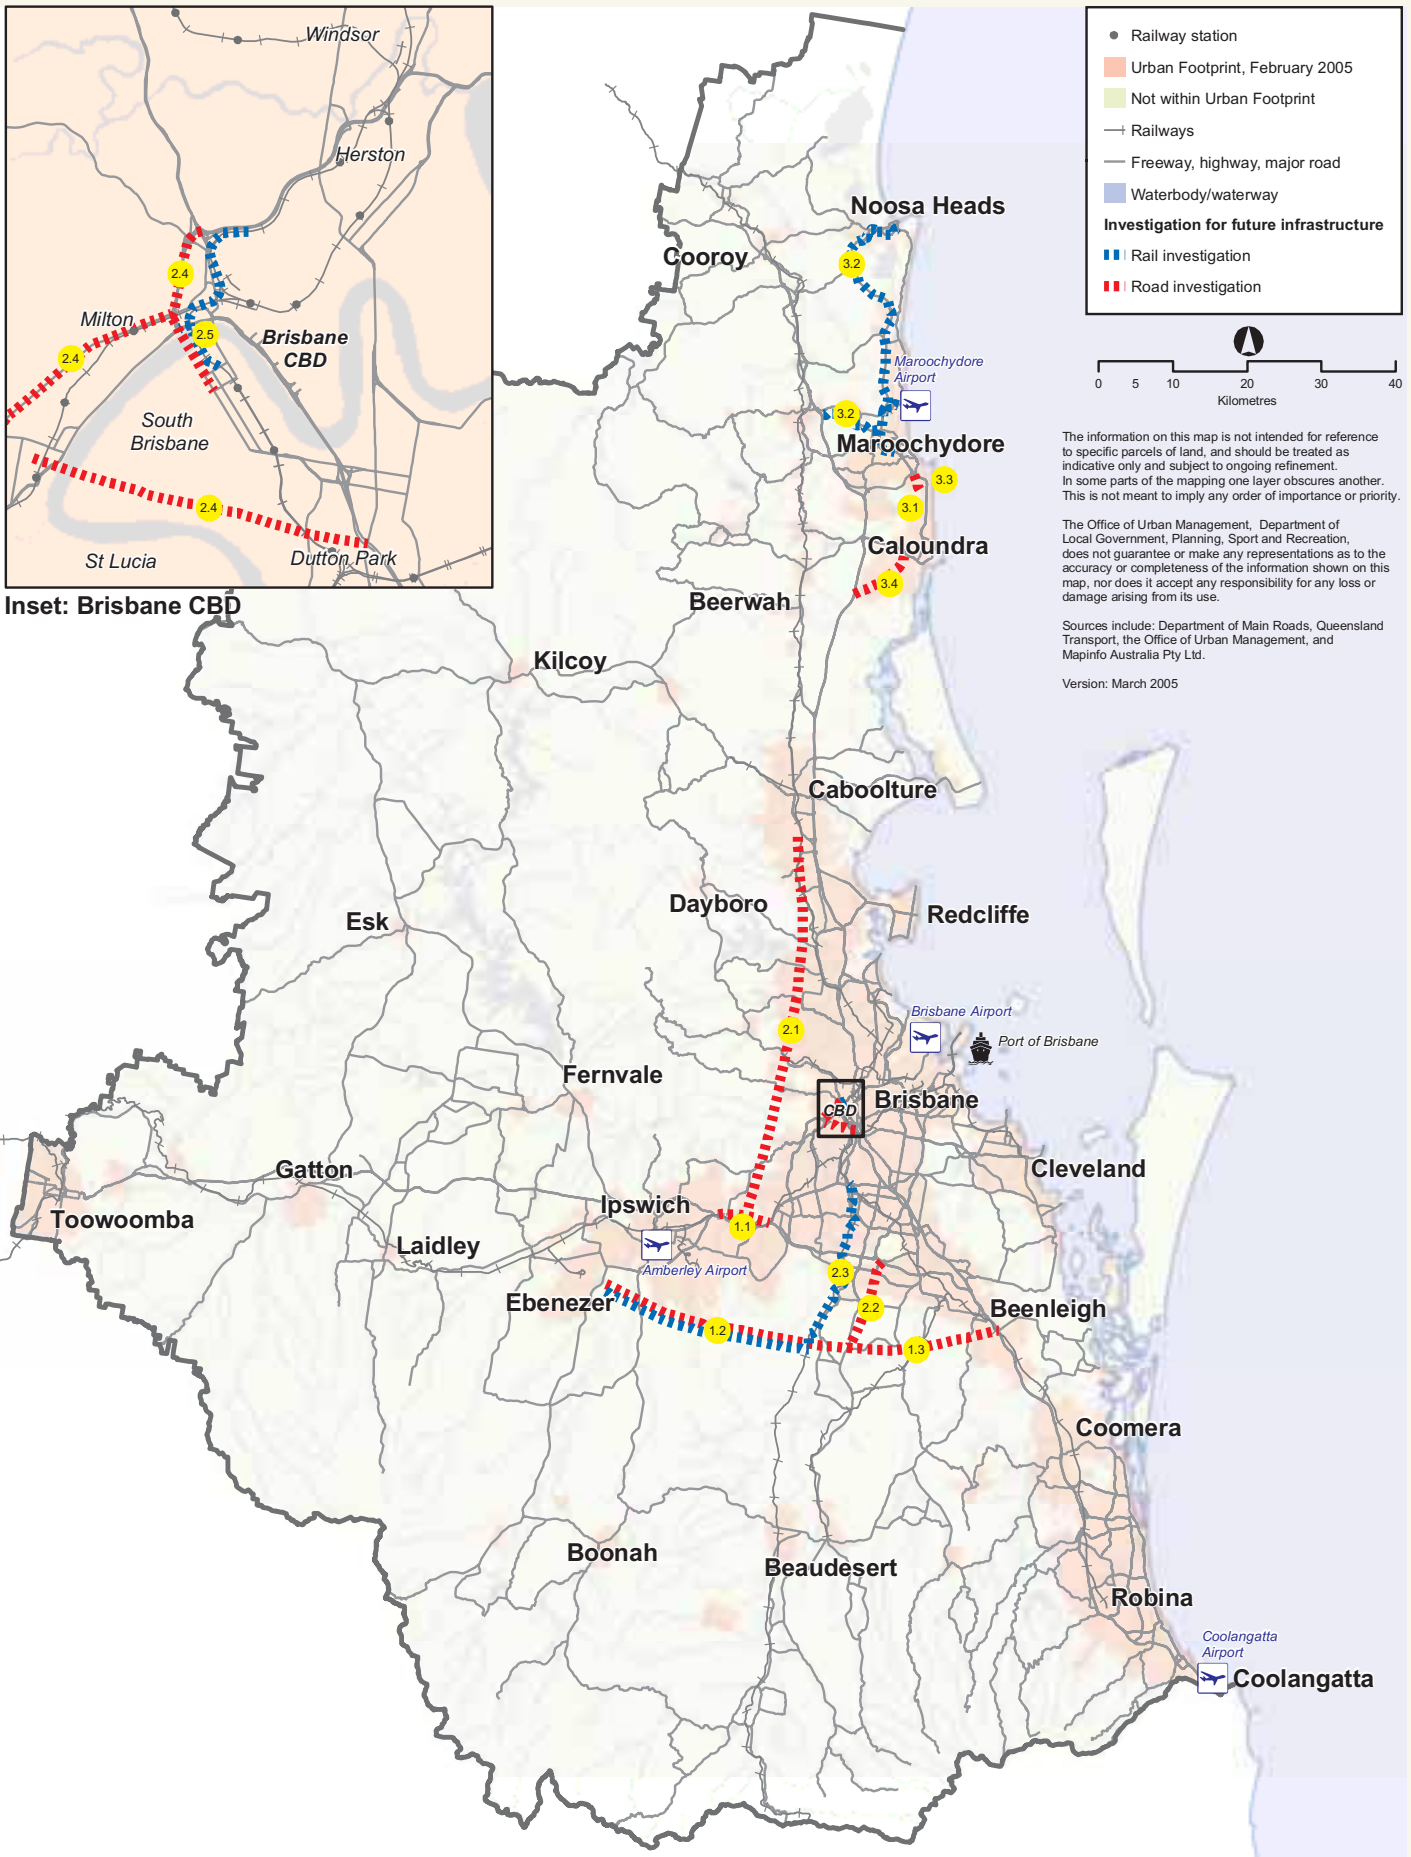 Windsor
Herston
2.4
Milton
2.5
Brisbane
CBD
2.4
South
Brisbane
2.4
St Lucia
Dutton Park
Inset: Brisbane CBD
Railway station
Urban Footprint, February 2005
Not within Urban Footprint
Railways
Freeway, highway, major road
Waterbody/waterway
Investigation for future infrastructure
Rail investigation
Road investigation
0 5 10 20 30 40
Kilometres
The information on this map is not intended for reference
to specific parcels of land, and should be treated as
indicative only and subject to ongoing refinement.
In some parts of the mapping one layer obscures another.
This is not meant to imply any order of importance or priority.
The Office of Urban Management, Department of
Local Government, Planning, Sport and Recreation,
does not guarantee or make any representations as to the
accuracy or completeness of the information shown on this
map, nor does it accept any responsibility for any loss or
damage arising from its use.
Sources include: Department of Main Roads, Queensland
Transport, the Office of Urban Management, and
Mapinfo Australia Pty Ltd.
Version: March 2005
Noosa Heads
Cooroy
3.2
Maroochydore
Airport
3.2
Maroochydore
3.3
3.1
Caloundra
3.4
Beerwah
Kilcoy
Caboolture
Dayboro
Redcliffe
Esk
Brisbane Airport
2.1
Port of Brisbane
Fernvale
Brisbane
CBD
Gatton
Cleveland
Ipswich
Toowoomba
1.1
Laidley
Amberley Airport
2.3
Ebenezer
2.2
Beenleigh
1.2
1.3
Coomera
Boonah
Beaudesert
Robina
Coolangatta
Airport
Coolangatta